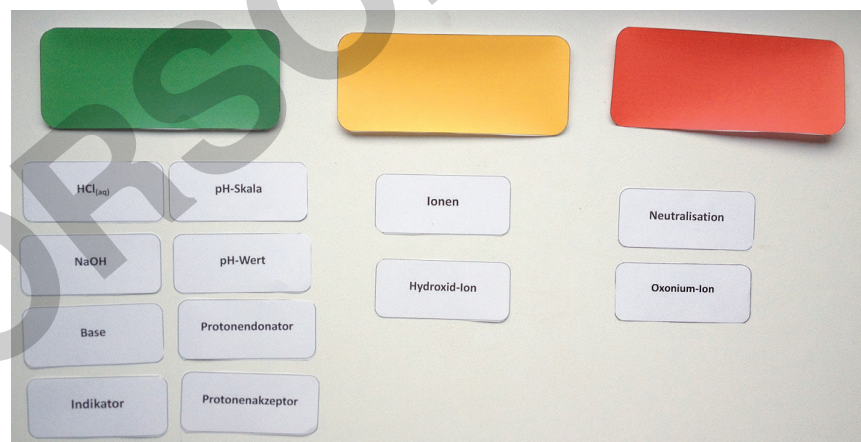 HCl(aq)
pH-Skala
NaOH
pH-Wert
Base
Protonendonator
Indikator
Protonenakzeptor
Ionen
Hydroxid-Ion
Neutralisation
Oxonium-Ion